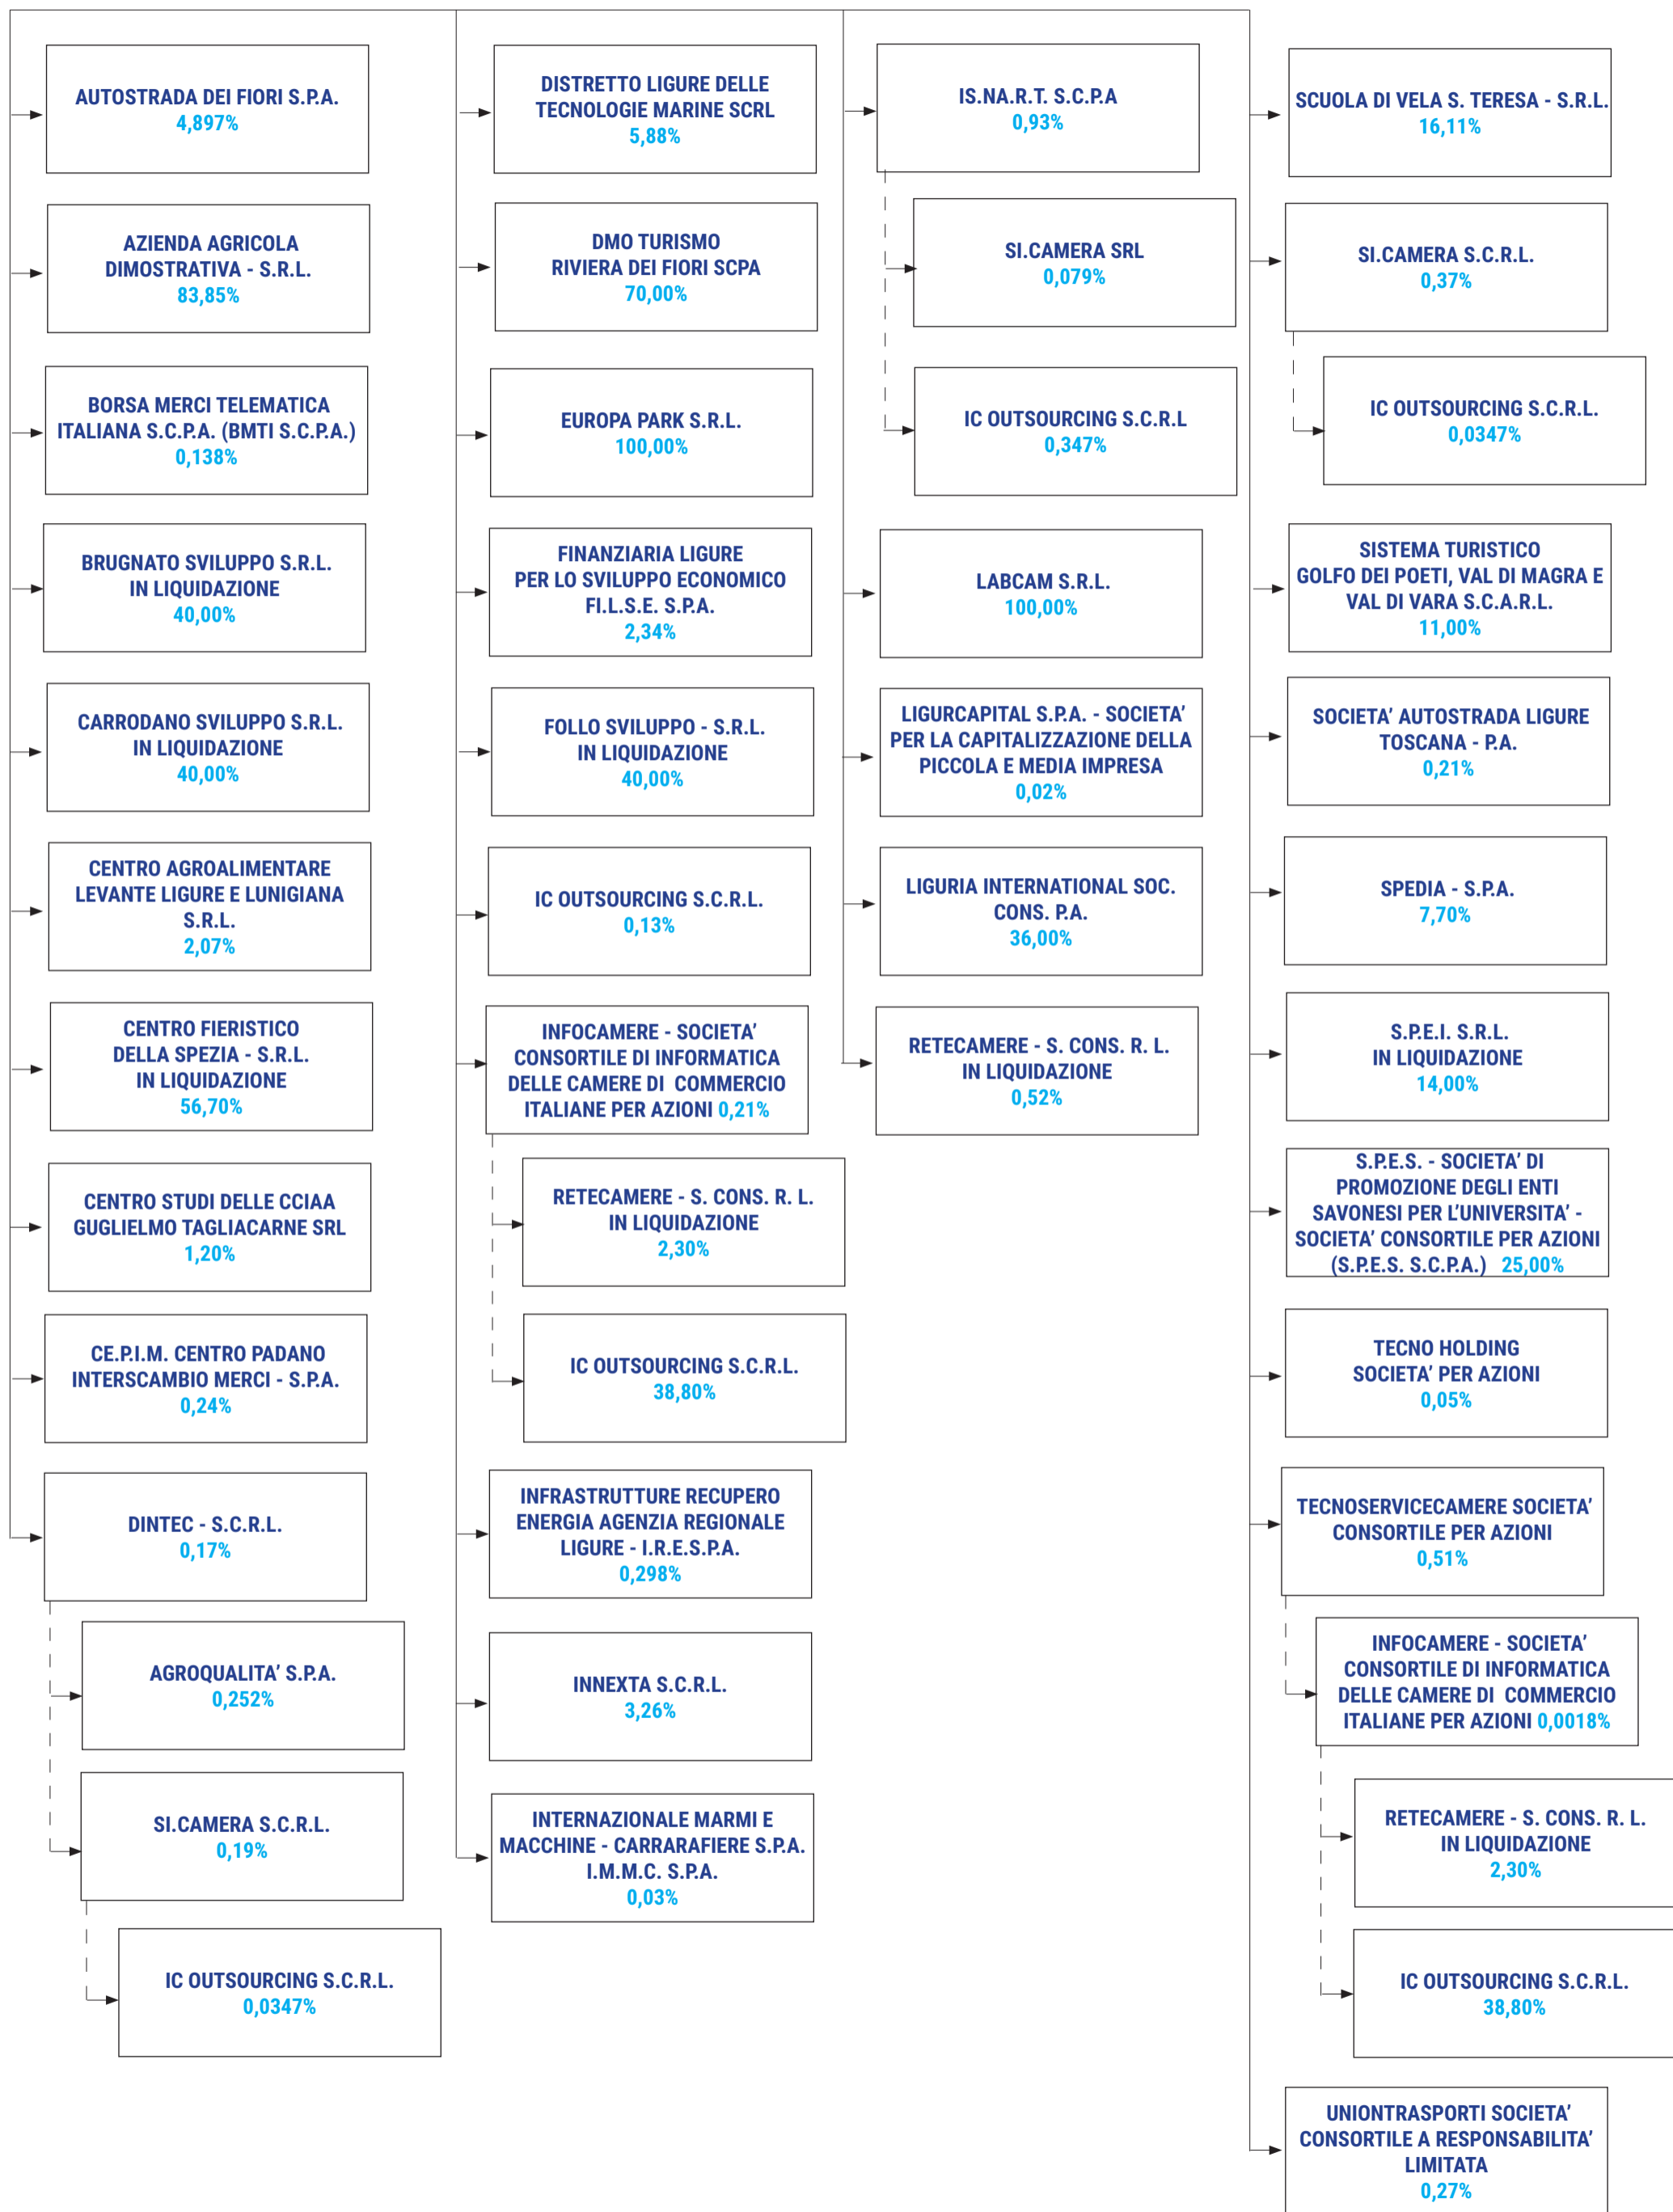 AUTOSTRADA DEI FIORI S.P.A.
4,897%
AZIENDA AGRICOLA
DIMOSTRATIVA - S.R.L.
83,85%
BORSA MERCI TELEMATICA
ITALIANA S.C.P.A. (BMTI S.C.P.A.)
0,138%
BRUGNATO SVILUPPO S.R.L.
IN LIQUIDAZIONE
40,00%
CARRODANO SVILUPPO S.R.L.
IN LIQUIDAZIONE
40,00%
CENTRO AGROALIMENTARE
LEVANTE LIGURE E LUNIGIANA
S.R.L.
2,07%
CENTRO FIERISTICO
DELLA SPEZIA - S.R.L.
IN LIQUIDAZIONE
56,70%
CENTRO STUDI DELLE CCIAA
GUGLIELMO TAGLIACARNE SRL
1,20%
CE.P.I.M. CENTRO PADANO
INTERSCAMBIO MERCI - S.P.A.
0,24%
DINTEC - S.C.R.L.
0,17%
AGROQUALITA’ S.P.A.
0,252%
SI.CAMERA S.C.R.L.
0,19%
IC OUTSOURCING S.C.R.L.
0,0347%
DISTRETTO LIGURE DELLE
TECNOLOGIE MARINE SCRL
5,88%
DMO TURISMO
RIVIERA DEI FIORI SCPA
70,00%
EUROPA PARK S.R.L.
100,00%
FINANZIARIA LIGURE
PER LO SVILUPPO ECONOMICO
FI.L.S.E. S.P.A.
2,34%
FOLLO SVILUPPO - S.R.L.
IN LIQUIDAZIONE
40,00%
IC OUTSOURCING S.C.R.L.
0,13%
INFOCAMERE - SOCIETA’
CONSORTILE DI INFORMATICA
DELLE CAMERE DI COMMERCIO
ITALIANE PER AZIONI 0,21%
RETECAMERE - S. CONS. R. L.
IN LIQUIDAZIONE
2,30%
IC OUTSOURCING S.C.R.L.
38,80%
INFRASTRUTTURE RECUPERO
ENERGIA AGENZIA REGIONALE
LIGURE - I.R.E.S.P.A.
0,298%
INNEXTA S.C.R.L.
3,26%
INTERNAZIONALE MARMI E
MACCHINE - CARRARAFIERE S.P.A.
I.M.M.C. S.P.A.
0,03%
IS.NA.R.T. S.C.P.A
0,93%
SI.CAMERA SRL
0,079%
IC OUTSOURCING S.C.R.L
0,347%
LABCAM S.R.L.
100,00%
LIGURCAPITAL S.P.A. - SOCIETA’
PER LA CAPITALIZZAZIONE DELLA
PICCOLA E MEDIA IMPRESA
0,02%
LIGURIA INTERNATIONAL SOC.
CONS. P.A.
36,00%
RETECAMERE - S. CONS. R. L.
IN LIQUIDAZIONE
0,52%
SCUOLA DI VELA S. TERESA - S.R.L.
16,11%
SI.CAMERA S.C.R.L.
0,37%
IC OUTSOURCING S.C.R.L.
0,0347%
SISTEMA TURISTICO
GOLFO DEI POETI, VAL DI MAGRA E
VAL DI VARA S.C.A.R.L.
11,00%
SOCIETA’ AUTOSTRADA LIGURE
TOSCANA - P.A.
0,21%
SPEDIA - S.P.A.
7,70%
S.P.E.I. S.R.L.
IN LIQUIDAZIONE
14,00%
S.P.E.S. - SOCIETA’ DI
PROMOZIONE DEGLI ENTI
SAVONESI PER L’UNIVERSITA’ -
SOCIETA’ CONSORTILE PER AZIONI
(S.P.E.S. S.C.P.A.) 25,00%
TECNO HOLDING
SOCIETA’ PER AZIONI
0,05%
TECNOSERVICECAMERE SOCIETA’
CONSORTILE PER AZIONI
0,51%
INFOCAMERE - SOCIETA’
CONSORTILE DI INFORMATICA
DELLE CAMERE DI COMMERCIO
ITALIANE PER AZIONI 0,0018%
RETECAMERE - S. CONS. R. L.
IN LIQUIDAZIONE
2,30%
IC OUTSOURCING S.C.R.L.
38,80%
UNIONTRASPORTI SOCIETA’
CONSORTILE A RESPONSABILITA’
LIMITATA
0,27%